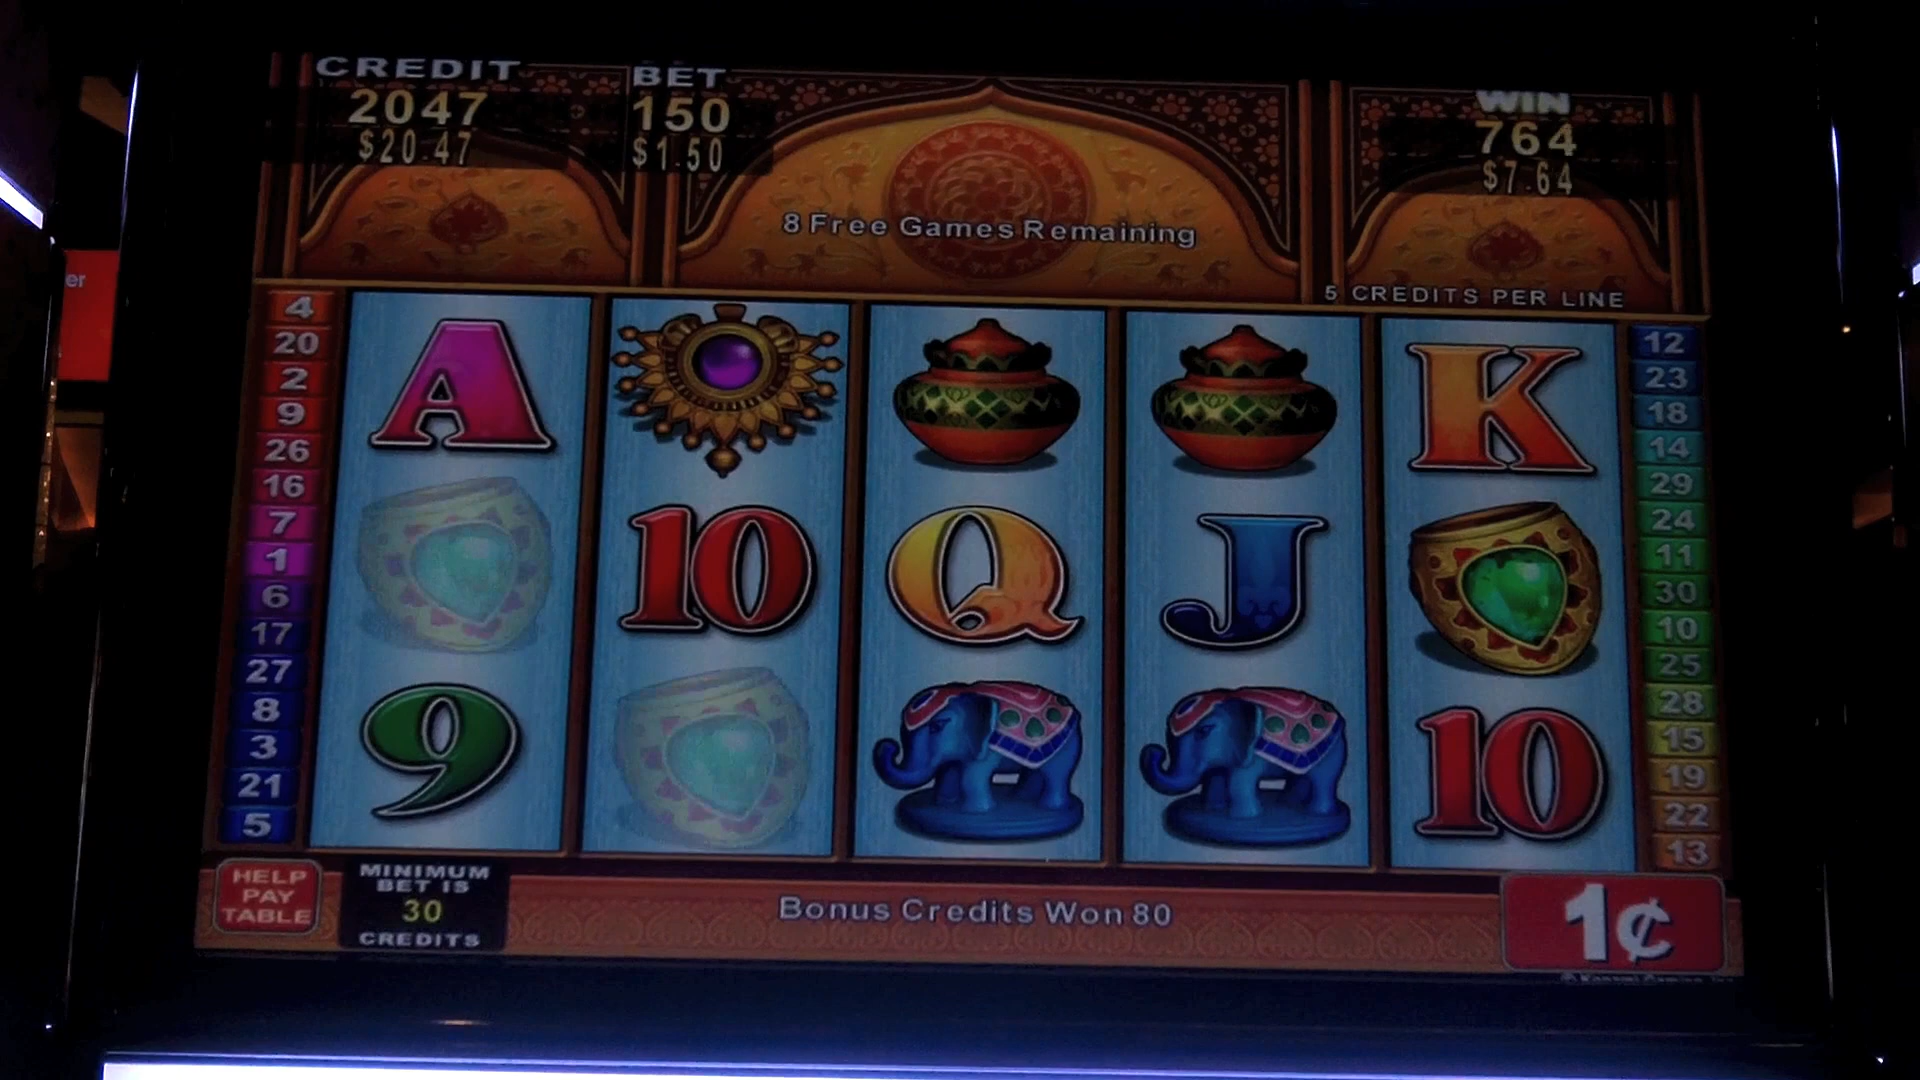 CREDIT
2047
$20.47
BET
150
$1.50
WIN
764
$7.64
8 Free Games Remaining
5 CREDITS PER LINE
er
4
20
2
9
26
16
7
1
6
17
27
8
3
21
5
A
K
10
Q
J
9
10
12
23
18
14
29
24
11
30
10
25
28
15
19
22
13
HELP
PAY
TABLE
MINIMUM
BET IS
30
CREDITS
Bonus Credits Won 80
1¢